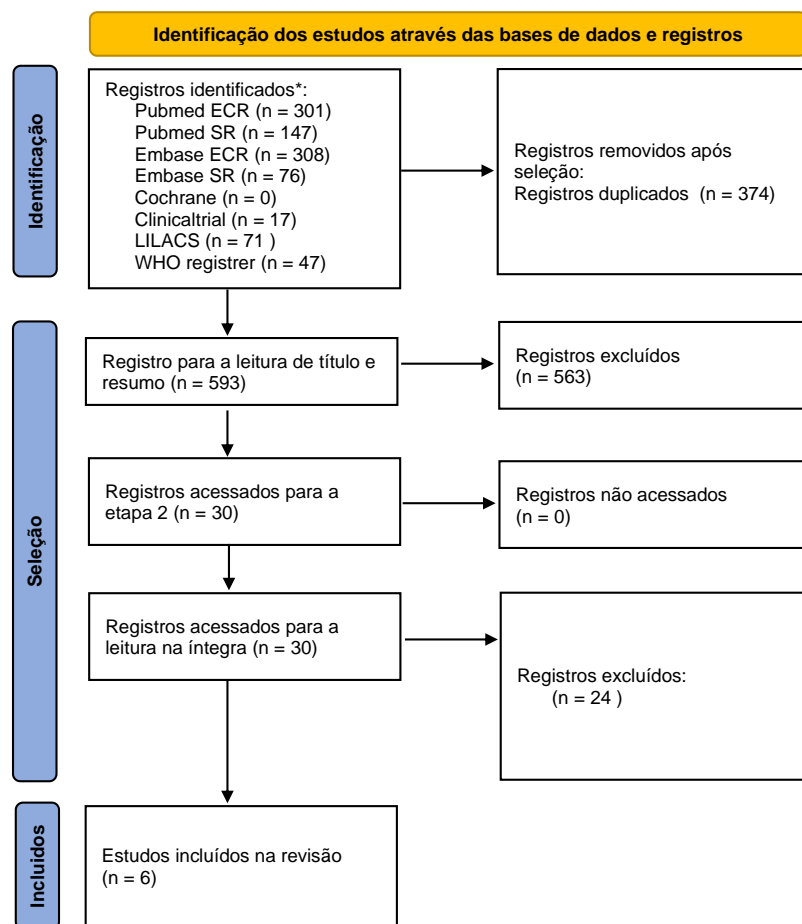 Identificação dos estudos através das bases de dados e registros
Identificação
Registros identificados*:
Pubmed ECR (n = 301)
Pubmed SR (n = 147)
Embase ECR (n = 308)
Embase SR (n = 76)
Cochrane (n = 0)
Clinicaltrial (n = 17)
LILACS (n = 71 )
WHO registrer (n = 47)
Registros removidos após
seleção:
Registros duplicados (n = 374)
Seleção
Registro para a leitura de título e
resumo (n = 593)
Registros excluídos
(n = 563)
Registros acessados para a
etapa 2 (n = 30)
Registros não acessados
(n = 0)
Registros acessados para a
leitura na íntegra (n = 30)
Registros excluídos:
(n = 24 )
Incluídos
Estudos incluídos na revisão
(n = 6)